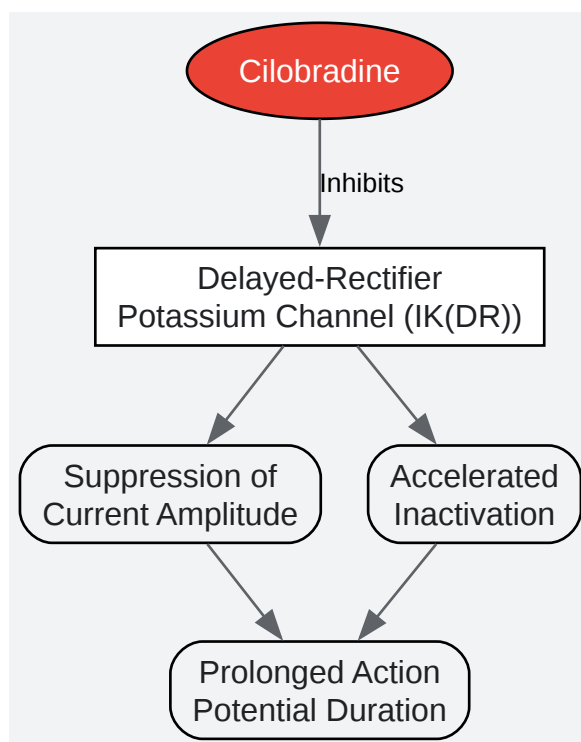 Cilobradine
Inhibits
Delayed-Rectifier
Potassium Channel (IK(DR))
Suppression of
Current Amplitude
Accelerated
Inactivation
Prolonged Action
Potential Duration